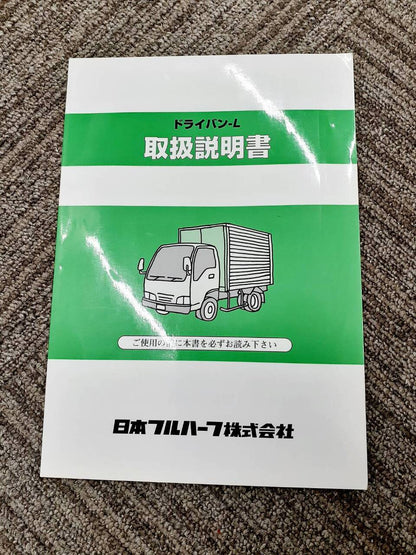 ドライバン-L
取扱説明書
ご使用の前に本書を必ずお読み下さい
日本フルハーフ株式会社